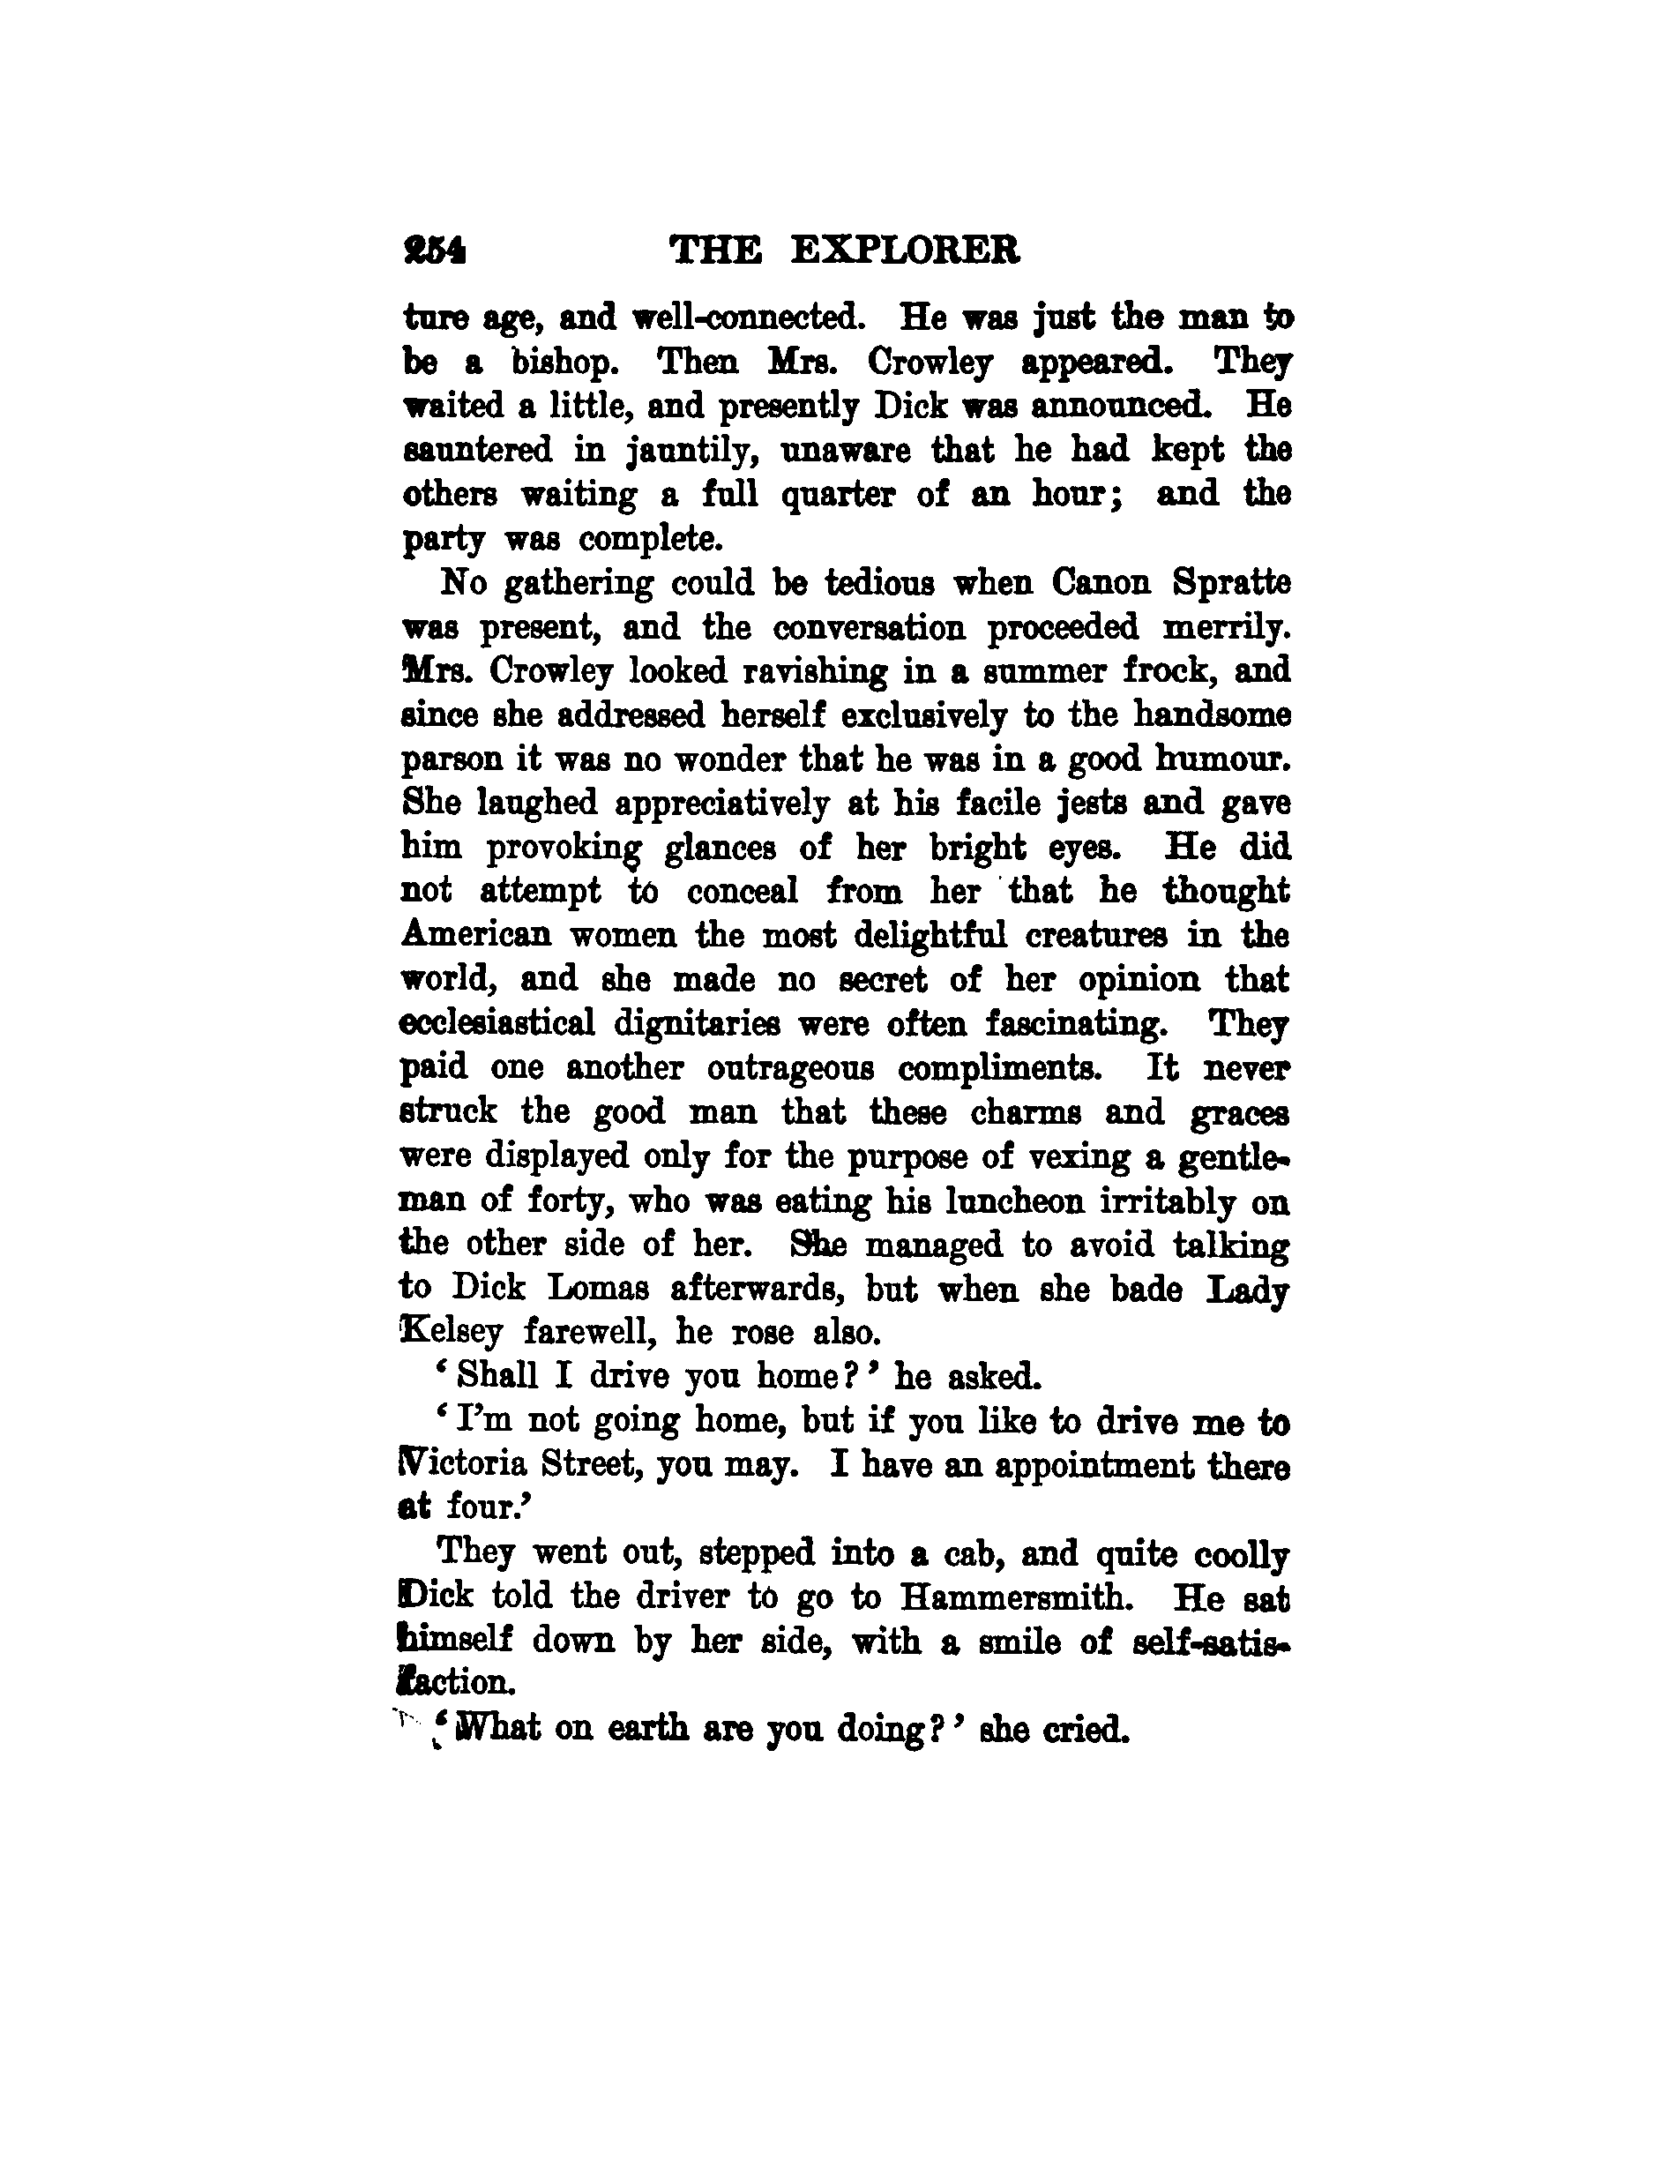 254 THE EXPLORER
ture age, and well-connected. He was just the man to
be a bishop. Then Mrs. Crowley appeared. They
waited a little, and presently Dick was announced. He
sauntered in jauntily, unaware that he had kept the
others waiting a full quarter of an hour; and the
party was complete.
No gathering could be tedious when Canon Spratte
was present, and the conversation proceeded merrily.
Mrs. Crowley looked ravishing in a summer frock, and
since she addressed herself exclusively to the handsome
parson it was no wonder that he was in a good humour.
She laughed appreciatively at his facile jests and gave
him provoking glances of her bright eyes. He did
not attempt to conceal from her that he thought
American women the most delightful creatures in the
world, and she made no secret of her opinion that
ecclesiastical dignitaries were often fascinating. They
paid one another outrageous compliments. It never
struck the good man that these charms and graces
were displayed only for the purpose of vexing a gentle-
man of forty, who was eating his luncheon irritably on
the other side of her. She managed to avoid talking
to Dick Lomas afterwards, but when she bade Lady
Kelsey farewell, he rose also.
‘Shall I drive you home?’ he asked.
‘I’m not going home, but if you like to drive me to
Victoria Street, you may. I have an appointment there
at four.’
They went out, stepped into a cab, and quite coolly
Dick told the driver to go to Hammersmith. He sat
himself down by her side, with a smile of self-satis-
faction.
‘What on earth are you doing?’ she cried.